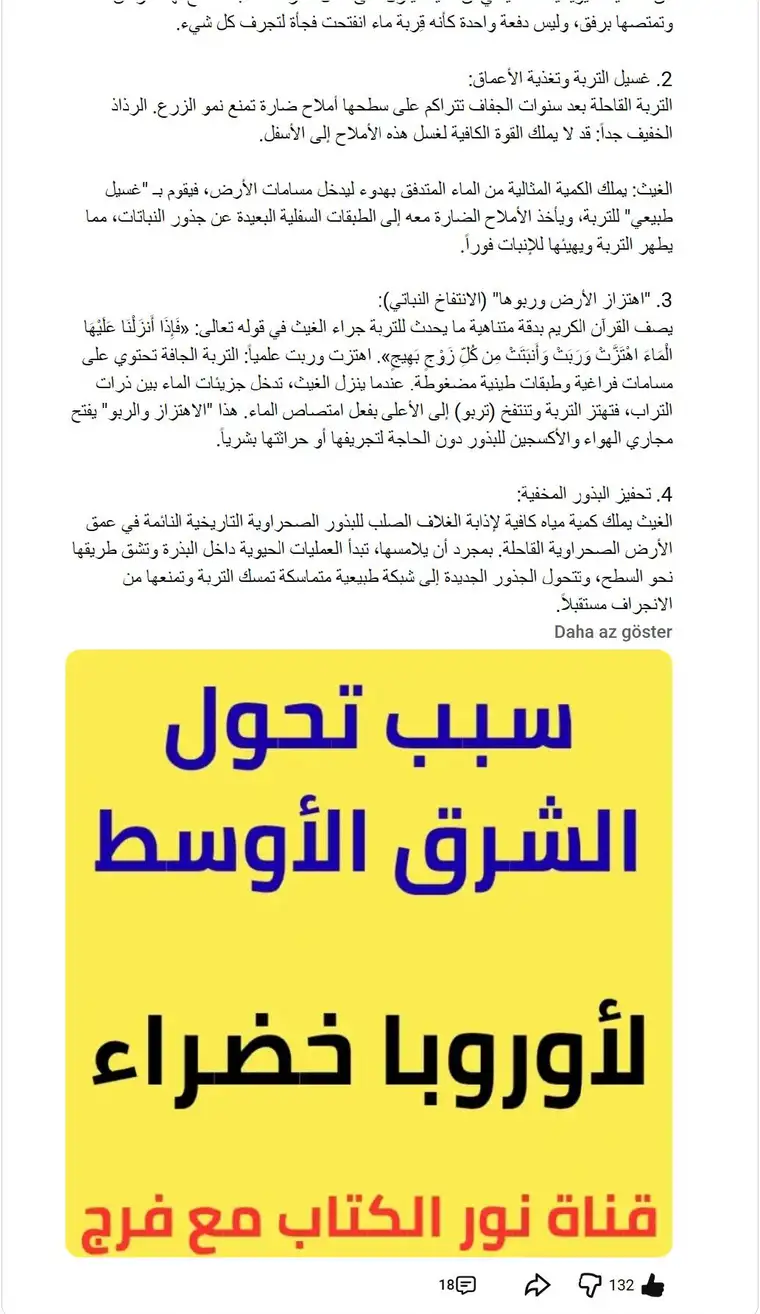 وتمتصها برفق، وليس دفعة واحدة كأنه قِربة ماء انفتحت فجأة لتجرف كل شيء.
2. غسيل التربة وتغذية الأعماق:
التربة القاحلة بعد سنوات الجفاف تتراكم على سطحها أملاح ضارة تمنع نمو الزرع. الرذاذ
الخفيف جداً: قد لا يملك القوة الكافية لغسل هذه الأملاح إلى الأسفل.
الغيث: يملك الكمية المثالية من الماء المتدفق بهدوء ليدخل مسامات الأرض، فيقوم بـ "غسيل
طبيعي" للتربة، ويأخذ الأملاح الضارة معه إلى الطبقات السفلية البعيدة عن جذور النباتات، مما
يطهر التربة ويهيئها للإنبات فوراً.
3. "اهتزاز الأرض وربوها" (الانتفاخ النباتي):
يصف القرآن الكريم بدقة متناهية ما يحدث للتربة جراء الغيث في قوله تعالى: «فَإِذَا أَنزَلْنَا عَلَيْهَا
الْمَاءَ اهْتَزَّتْ وَرَبَتْ وَأَنبَتَتْ مِن كُلِّ زَوْجٍ بَهِيجٍ». اهتزت وربت علمياً: التربة الجافة تحتوي على
مسامات فراغية وطبقات طينية مضغوطة. عندما ينزل الغيث، تدخل جزيئات الماء بين ذرات
التراب، فتهتز التربة وتنتفخ (تربو) إلى الأعلى بفعل امتصاص الماء. هذا "الاهتزاز والربو" يفتح
مجاري الهواء والأكسجين للبذور دون الحاجة لتجريفها أو حراثتها بشرياً.
4. تحفيز البذور المخفية:
الغيث يملك كمية مياه كافية لإذابة الغلاف الصلب للبذور الصحراوية التاريخية النائمة في عمق
الأرض الصحراوية القاحلة. بمجرد أن يلامسها، تبدأ العمليات الحيوية داخل البذرة وتشق طريقها
نحو السطح، وتتحول الجذور الجديدة إلى شبكة طبيعية متماسكة تمسك التربة وتمنعها من
الانجراف مستقبلاً.
Daha az göster
سبب تحول
الشرق الأوسط
لأوروبا خضراء
قناة نور الكتاب مع فرج
132 18